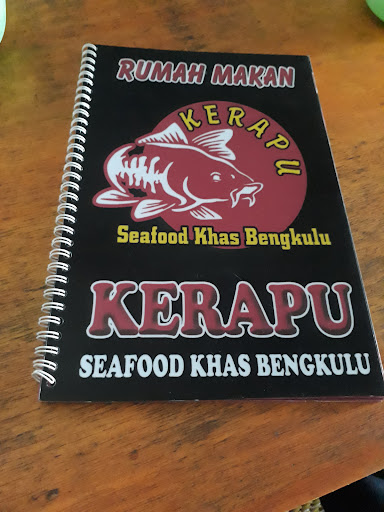 RUMAH MAKAN
KERAPU
Seafood Khas Bengkulu
KERAPU
SEAFOOD KHAS BENGKULU